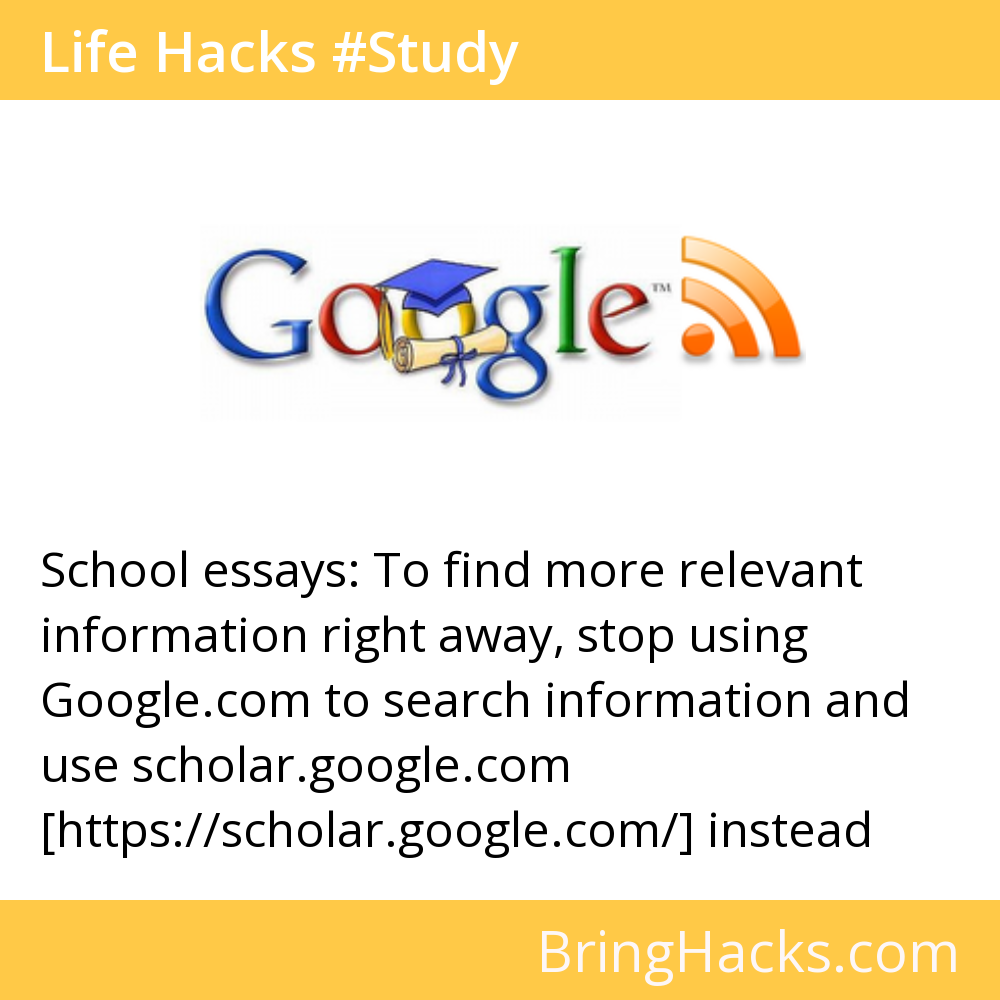 Life Hacks #Study
Google™
School essays: To find more relevant
information right away, stop using
Google.com to search information and
use scholar.google.com
[https://scholar.google.com/] instead
BringHacks.com